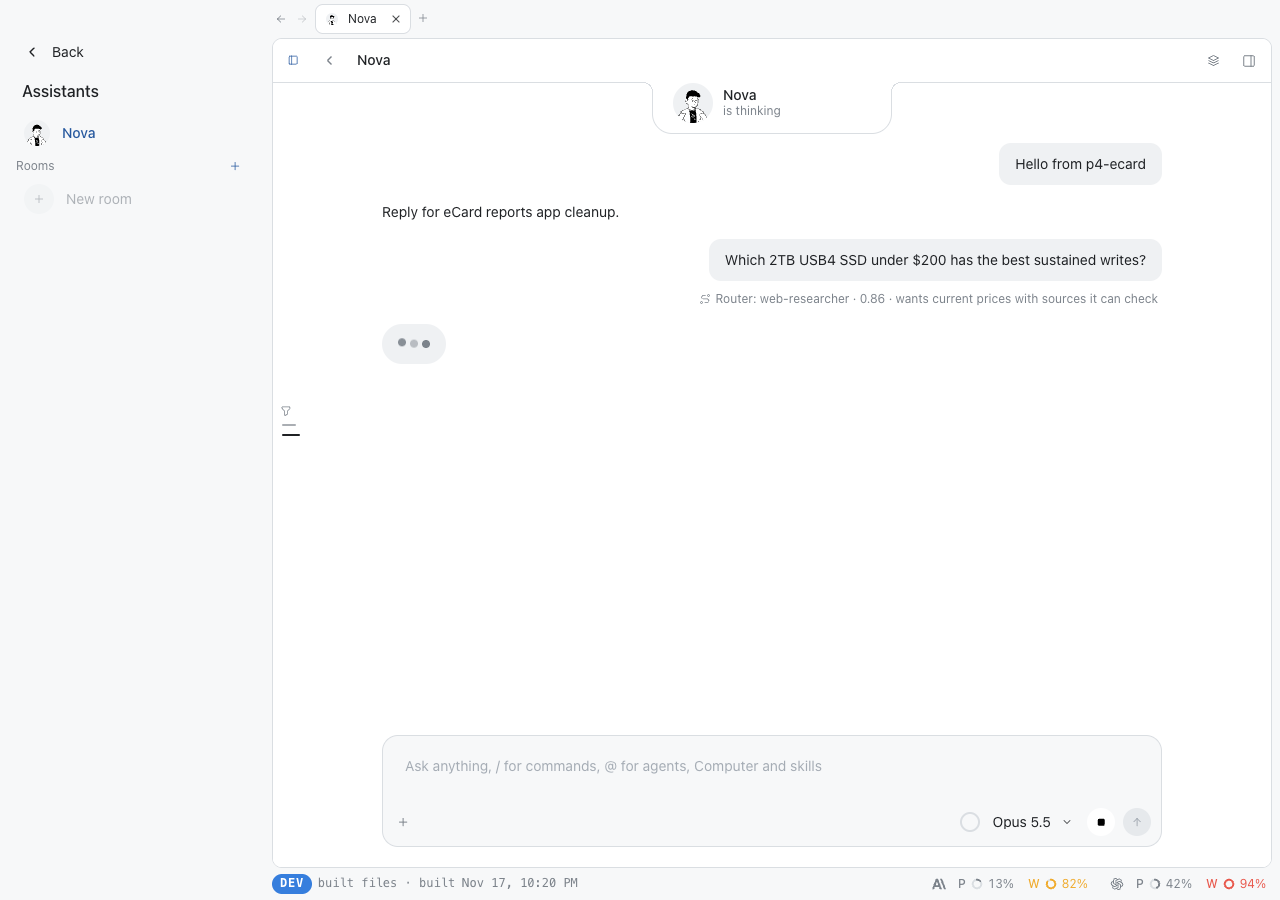 Nova
Back
Nova
Assistants
Nova
is thinking
Nova
Hello from p4-ecard
Rooms
New room
Reply for eCard reports app cleanup.
Which 2TB USB4 SSD under $200 has the best sustained writes?
Router: web-researcher · 0.86 · wants current prices with sources it can check
Ask anything, / for commands, @ for agents, Computer and skills
Opus 5.5
DEV built files · built Nov 17, 10:20 PM
P 13% W 82% P 42% W 94%